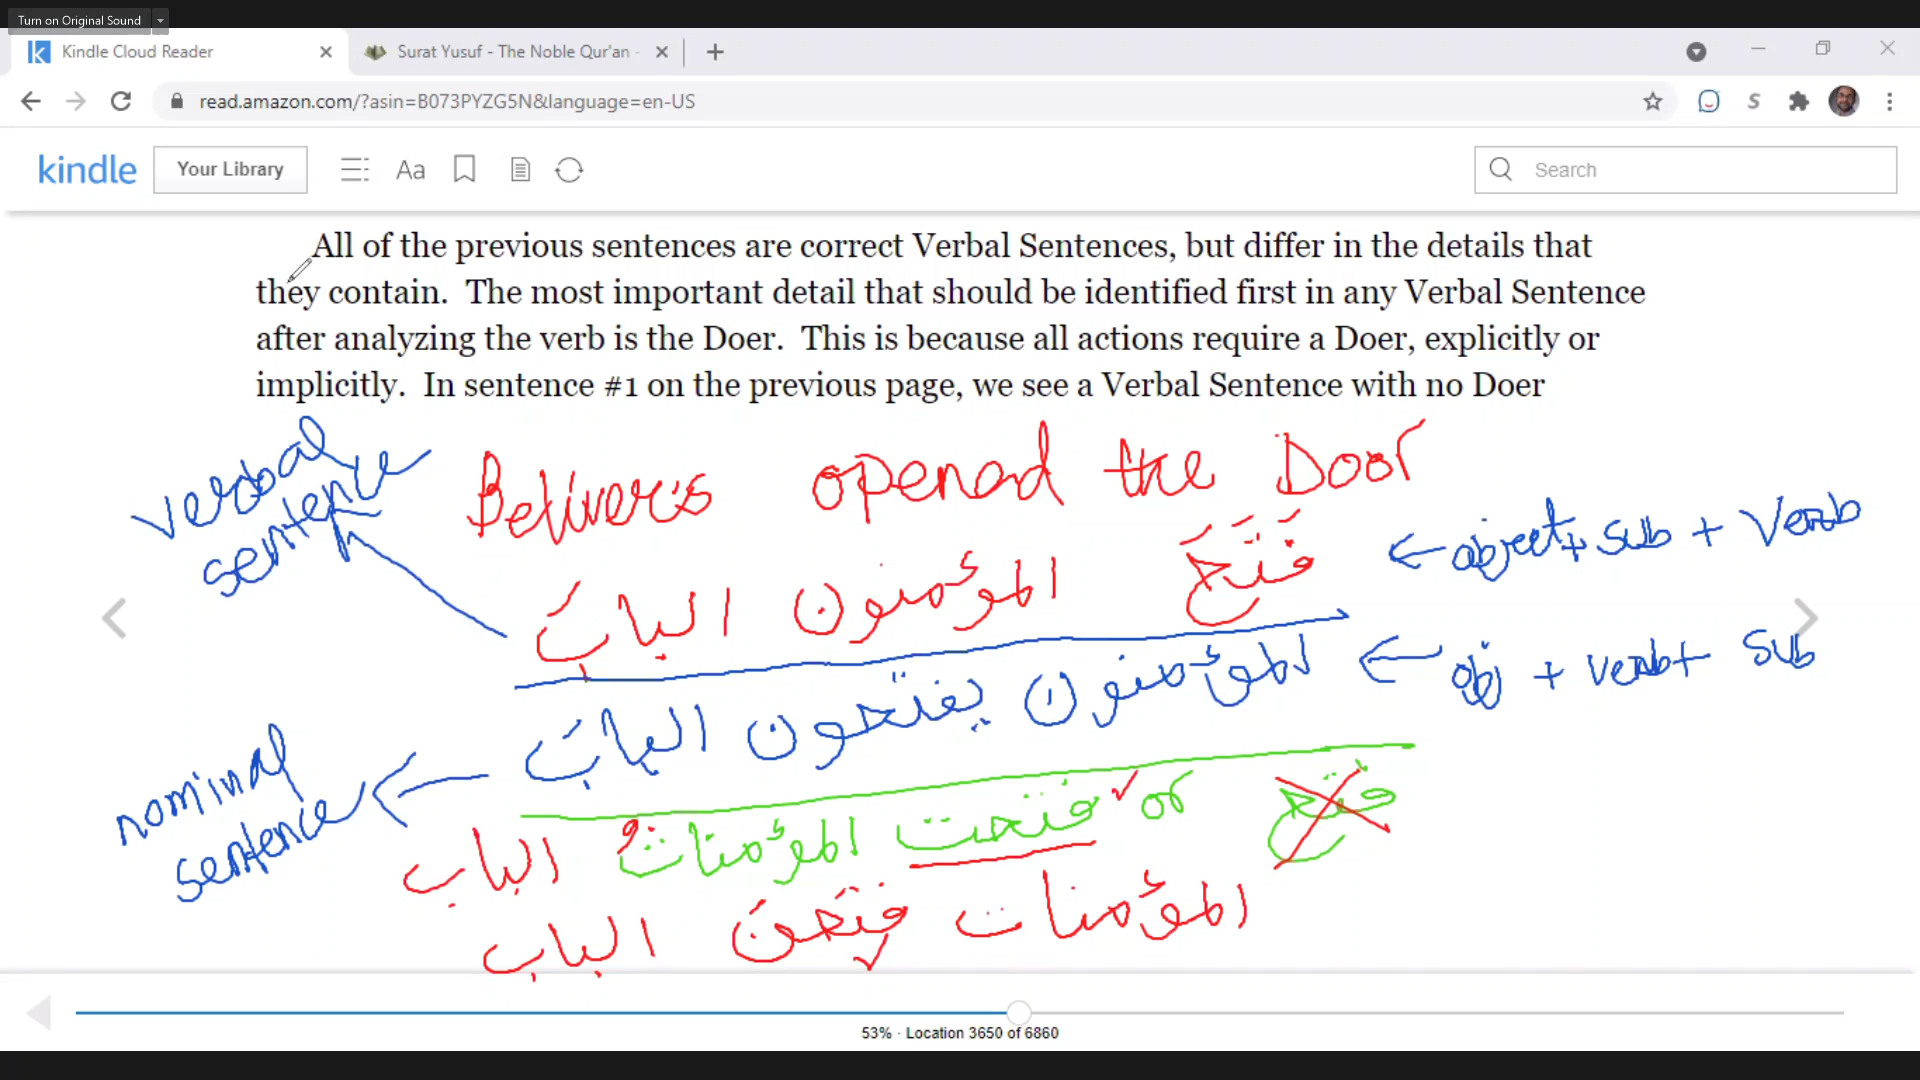 Turn on Original Sound
Kindle Cloud Reader
Surat Yusuf - The Noble Qur'an -
read.amazon.com/?asin=B073PYZG5N&language=en-US
kindle
Your Library
Aa
Search
All of the previous sentences are correct Verbal Sentences, but differ in the details that
they contain. The most important detail that should be identified first in any Verbal Sentence
after analyzing the verb is the Doer. This is because all actions require a Doer, explicitly or
implicitly. In sentence #1 on the previous page, we see a Verbal Sentence with no Doer
verbal
sentence
Beliver's opened the Door
object + sub + Verb
فَتَحَ المؤمنون البابَ
obj + verb + Sub
المؤمنون يفتحون البابَ
nominal
sentence
فتح or فتحت المؤمناتُ الباب
المؤمنات فتَحنَ الباب
53% · Location 3650 of 6860